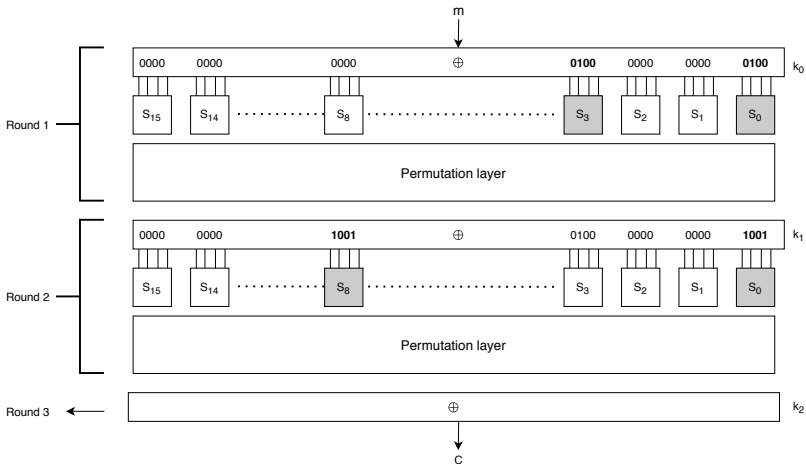 m
0000 0000 0000 ⊕ 0100 0000 0000 0100 k0
Round 1
S15 S14 S8 S3 S2 S1 S0
Permutation layer
0000 0000 1001 ⊕ 0100 0000 0000 1001 k1
Round 2
S15 S14 S8 S3 S2 S1 S0
Permutation layer
Round 3 ⊕ k2
C